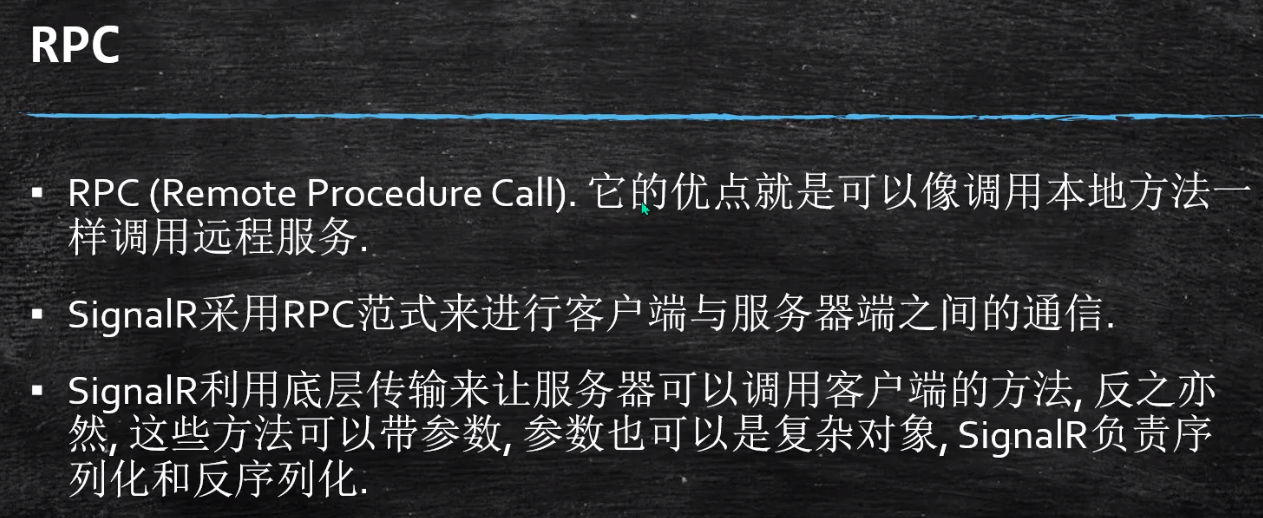 RPC
▪ RPC (Remote Procedure Call). 它的优点就是可以像调用本地方法一
样调用远程服务.
▪ SignalR采用RPC范式来进行客户端与服务器端之间的通信.
▪ SignalR利用底层传输来让服务器可以调用客户端的方法, 反之亦
然, 这些方法可以带参数, 参数也可以是复杂对象, SignalR负责序
列化和反序列化.